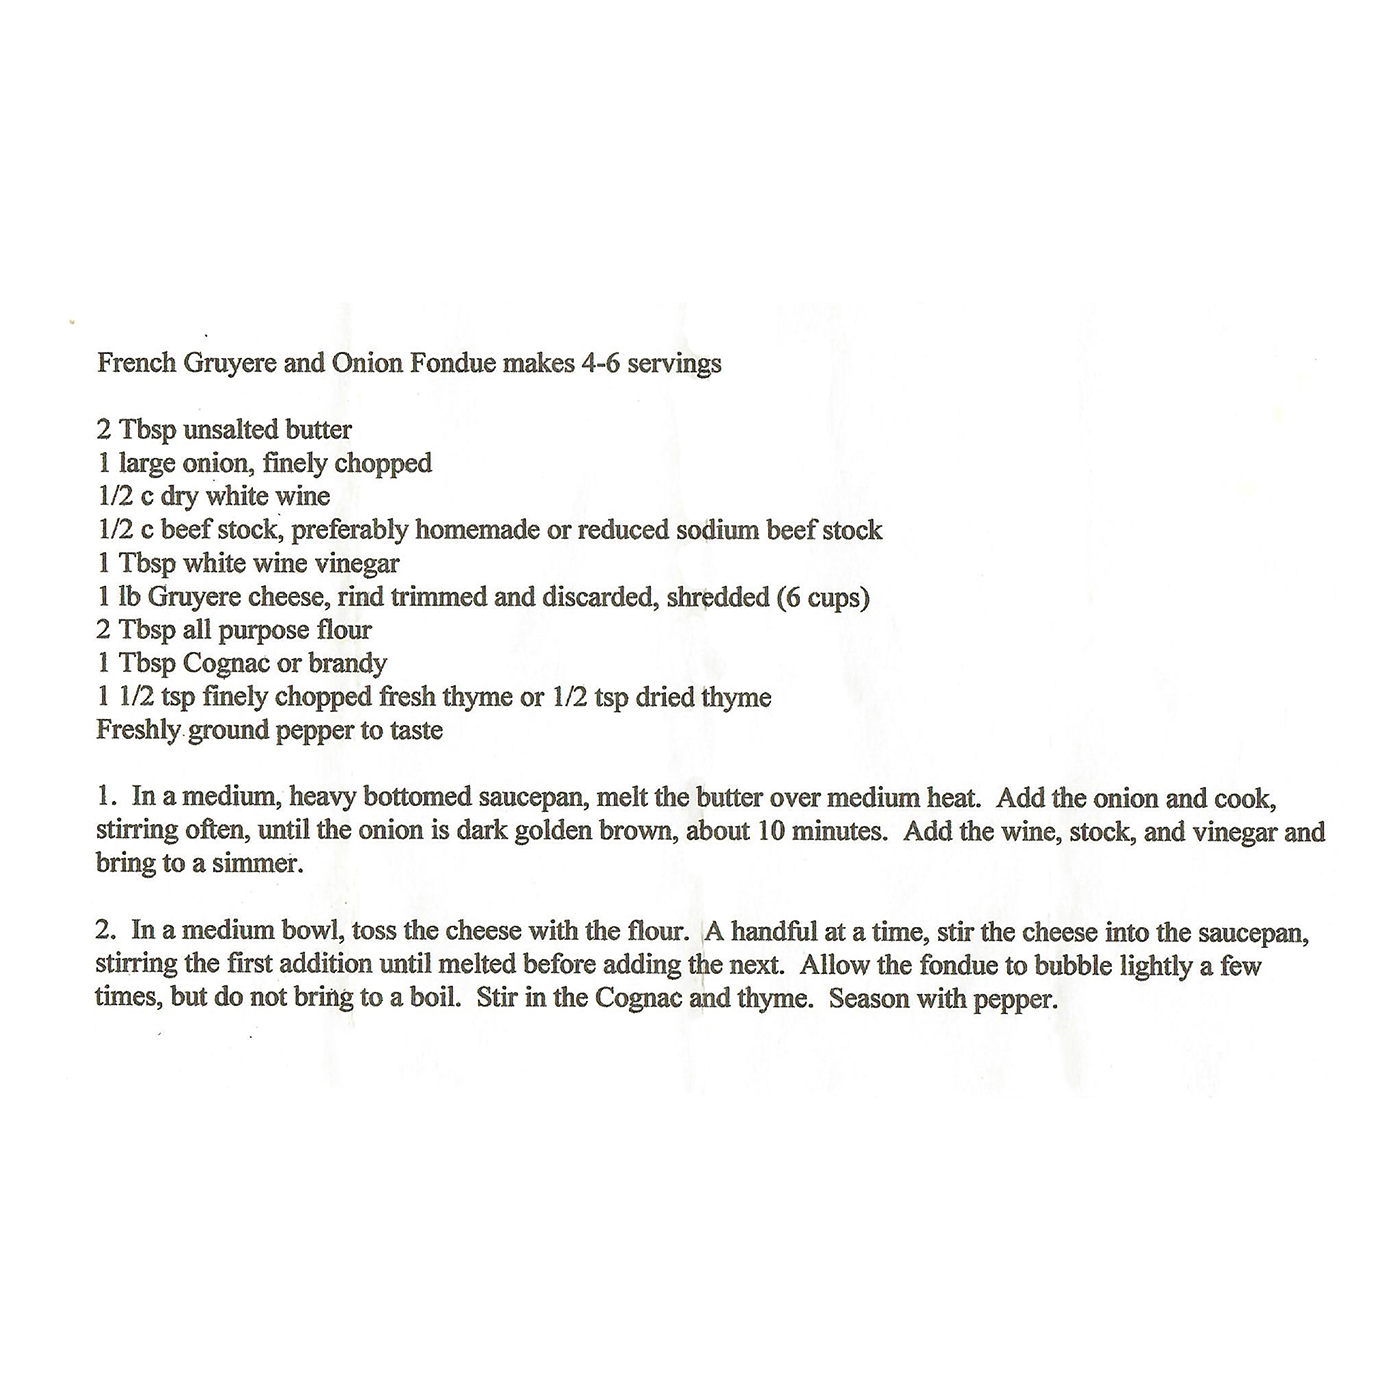 French Gruyere and Onion Fondue makes 4-6 servings
2 Tbsp unsalted butter
1 large onion, finely chopped
1/2 c dry white wine
1/2 c beef stock, preferably homemade or reduced sodium beef stock
1 Tbsp white wine vinegar
1 lb Gruyere cheese, rind trimmed and discarded, shredded (6 cups)
2 Tbsp all purpose flour
1 Tbsp Cognac or brandy
1 1/2 tsp finely chopped fresh thyme or 1/2 tsp dried thyme
Freshly ground pepper to taste
1. In a medium, heavy bottomed saucepan, melt the butter over medium heat. Add the onion and cook,
stirring often, until the onion is dark golden brown, about 10 minutes. Add the wine, stock, and vinegar and
bring to a simmer.
2. In a medium bowl, toss the cheese with the flour. A handful at a time, stir the cheese into the saucepan,
stirring the first addition until melted before adding the next. Allow the fondue to bubble lightly a few
times, but do not bring to a boil. Stir in the Cognac and thyme. Season with pepper.